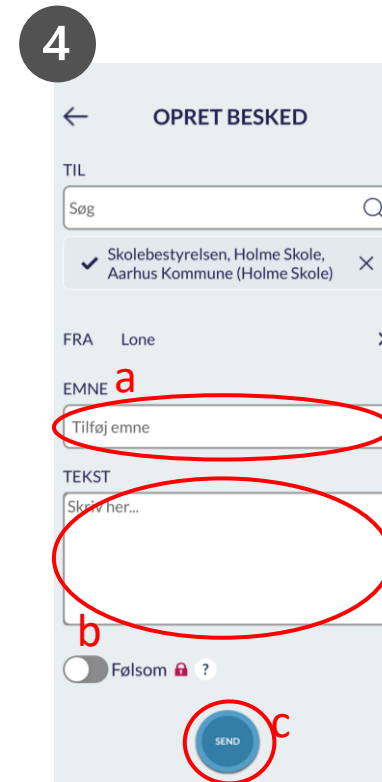 4
OPRET BESKED
TIL
Søg
Skolebestyrelsen, Holme Skole,
Aarhus Kommune (Holme Skole)
FRA Lone
EMNE a
Tilføj emne
TEKST
Skriv her...
b
Følsom ?
SEND c